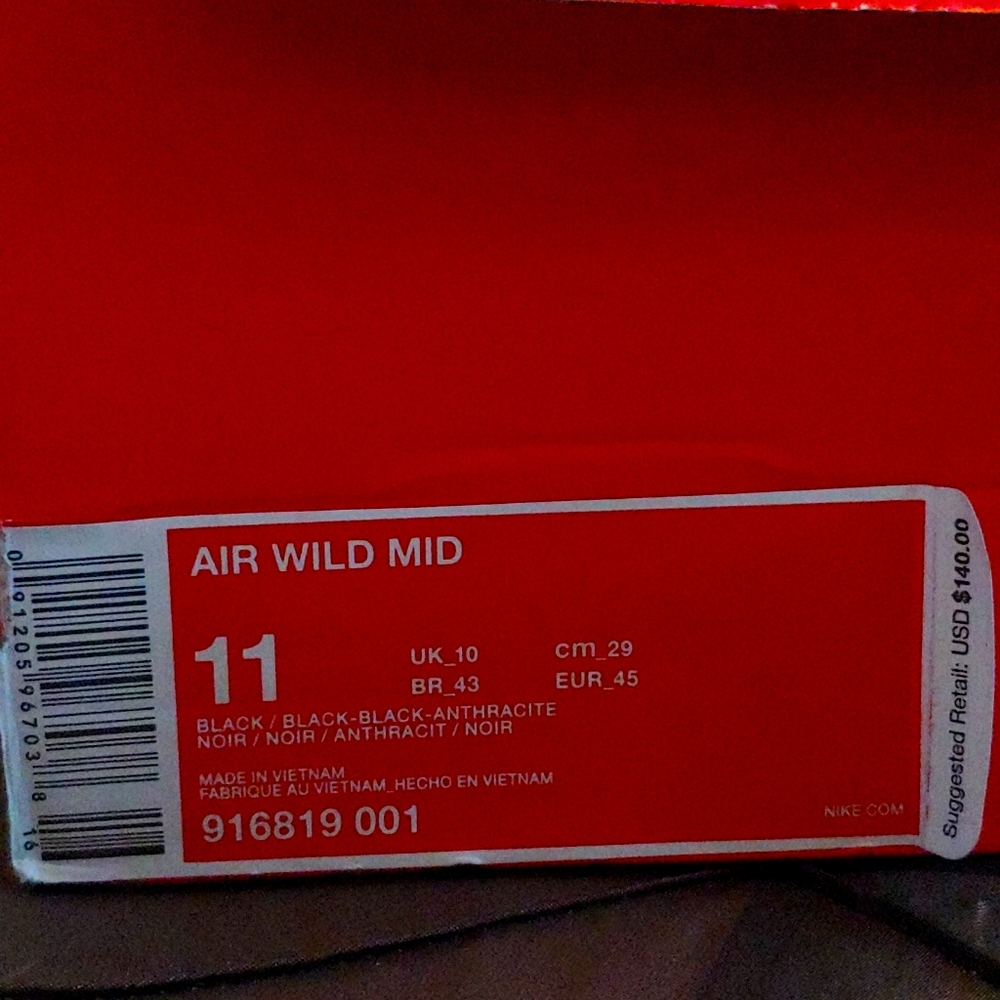 AIR WILD MID
11
UK_10
cm_29
BR_43
EUR_45
BLACK / BLACK-BLACK-ANTHRACITE
NOIR / NOIR / ANTHRACIT / NOIR
MADE IN VIETNAM
FABRIQUE AU VIETNAM_HECHO EN VIETNAM
916819 001
NIKE.COM
Suggested Retail: USD $140.00
0 91205 96703 8
16